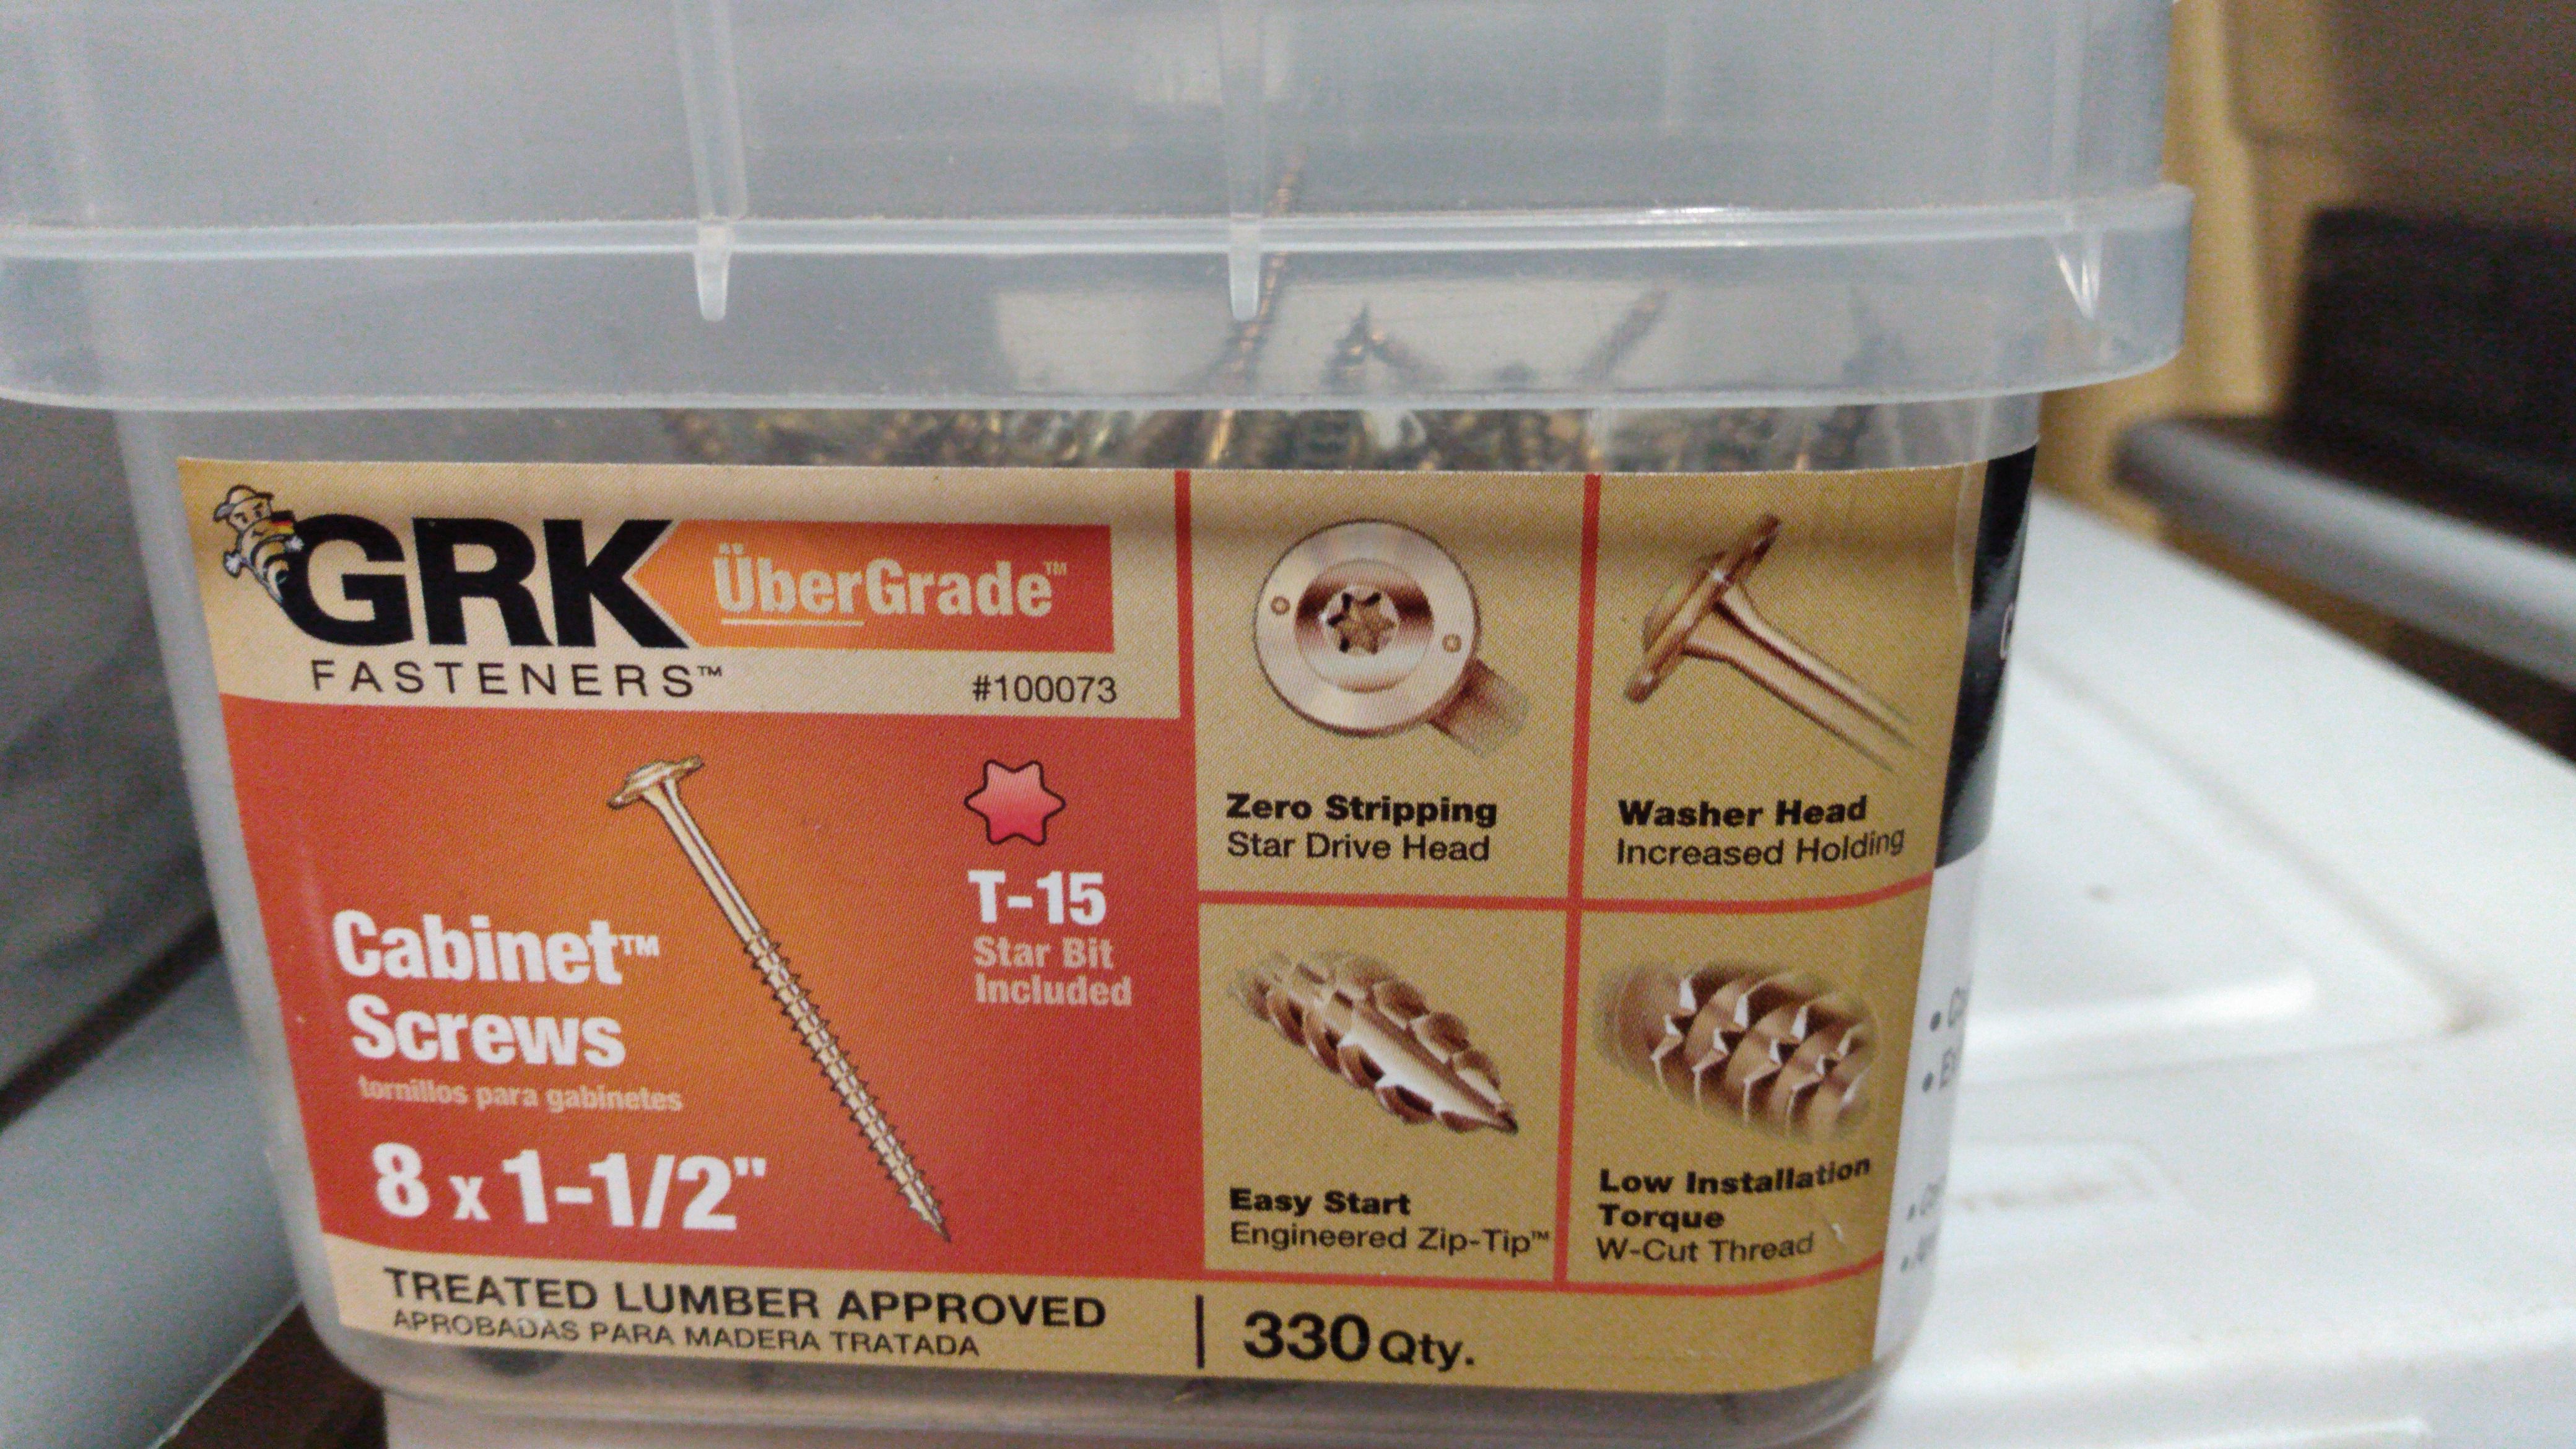 GRK ÜberGrade™
FASTENERS™
#100073
Cabinet™
Screws
tornillos para gabinetes
8 x 1-1/2"
T-15
Star Bit
Included
Zero Stripping
Star Drive Head
Washer Head
Increased Holding
Easy Start
Engineered Zip-Tip™
Low Installation
Torque
W-Cut Thread
TREATED LUMBER APPROVED
APROBADAS PARA MADERA TRATADA
330 Qty.